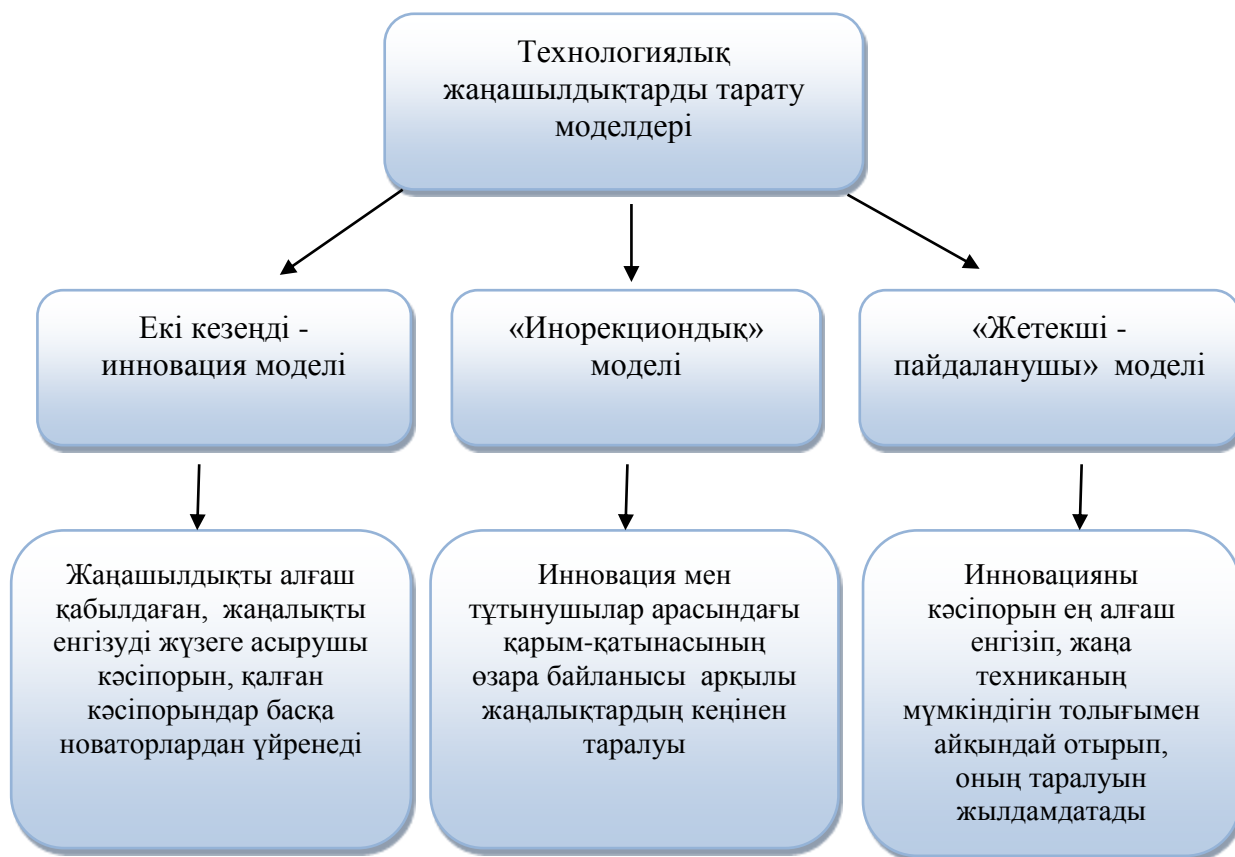 Технологиялық
жаңашылдықтарды тарату
моделдері
Екі кезеңді -
инновация моделі
«Инорекциондық»
моделі
«Жетекші -
пайдаланушы» моделі
Жаңашылдықты алғаш
қабылдаған, жаңалықты
енгізуді жүзеге асырушы
кәсіпорын, қалған
кәсіпорындар басқа
новаторлардан үйренеді
Инновация мен
тұтынушылар арасындағы
қарым-қатынасының
өзара байланысы арқылы
жаңалықтардың кеңінен
таралуы
Инновацияны
кәсіпорын ең алғаш
енгізіп, жаңа
техниканың
мүмкіндігін толығымен
айқындай отырып,
оның таралуын
жылдамдатады